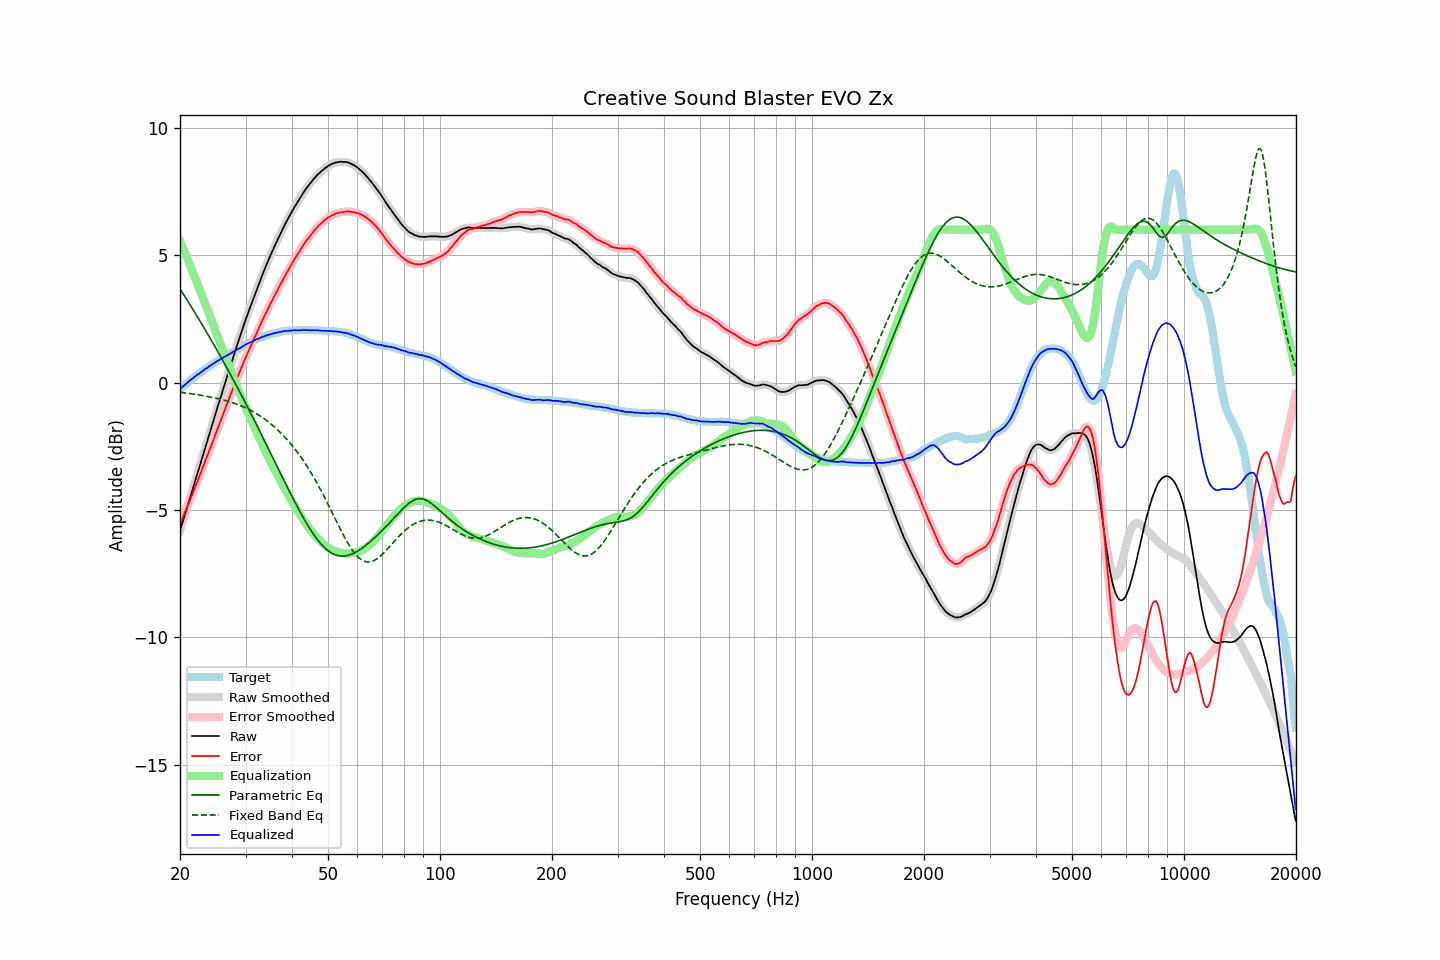 Creative Sound Blaster EVO Zx
Amplitude (dBr)
10
5
0
−5
−10
−15
Target
Raw Smoothed
Error Smoothed
Raw
Error
Equalization
Parametric Eq
Fixed Band Eq
Equalized
20 50 100 200 500 1000 2000 5000 10000 20000
Frequency (Hz)